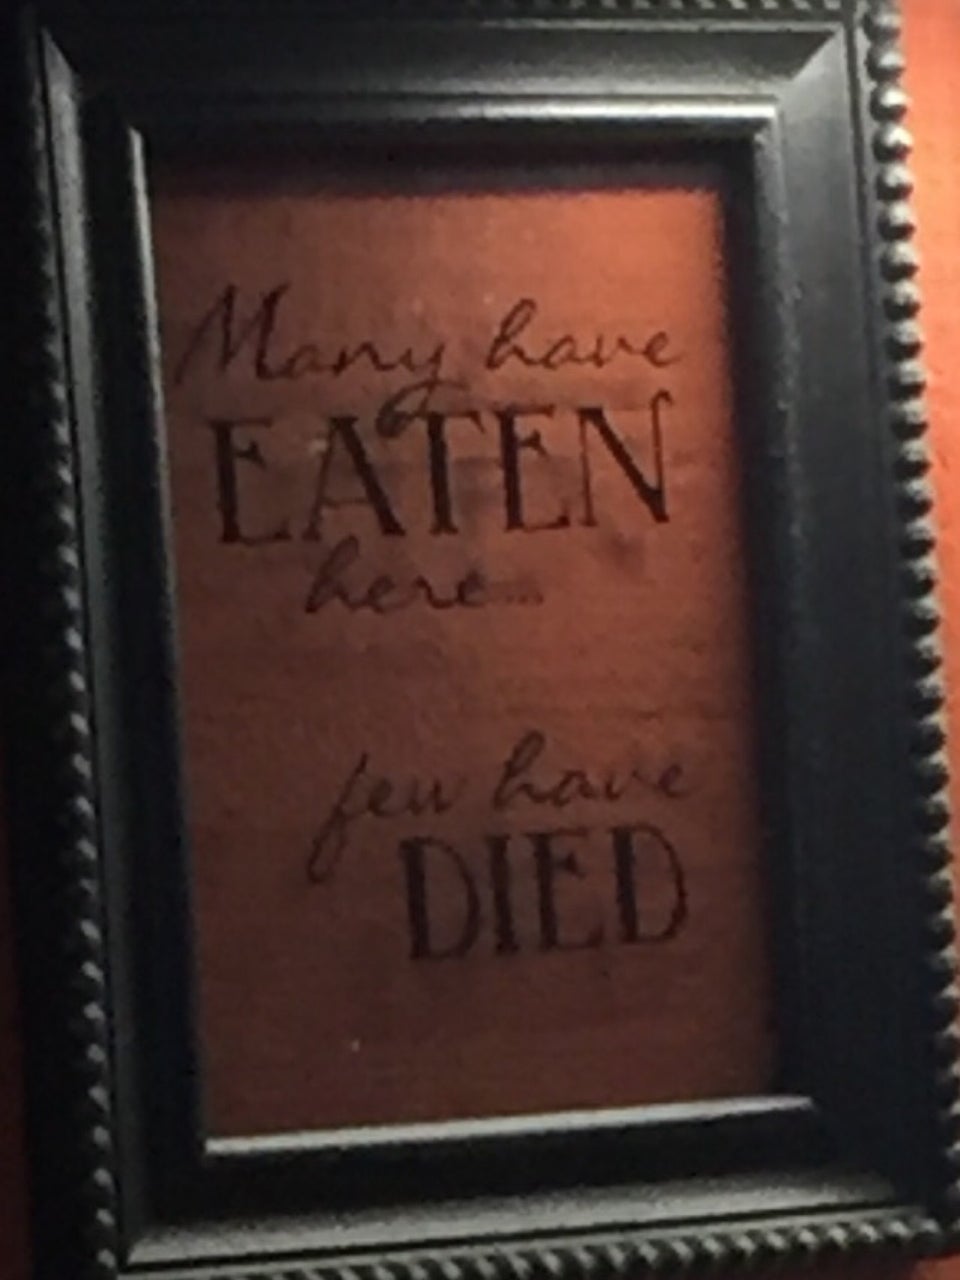 Many have
EATEN
here...
few have
DIED